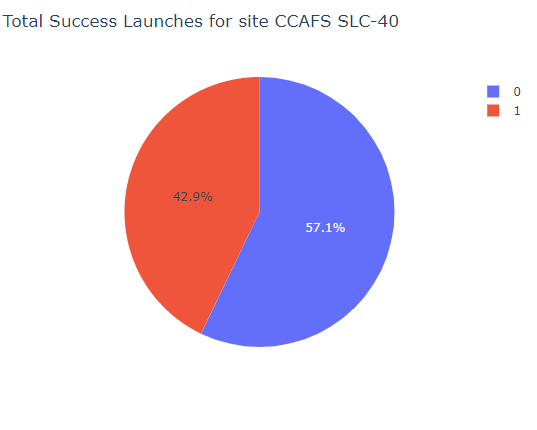 Total Success Launches for site CCAFS SLC-40
0
1
42.9%
57.1%